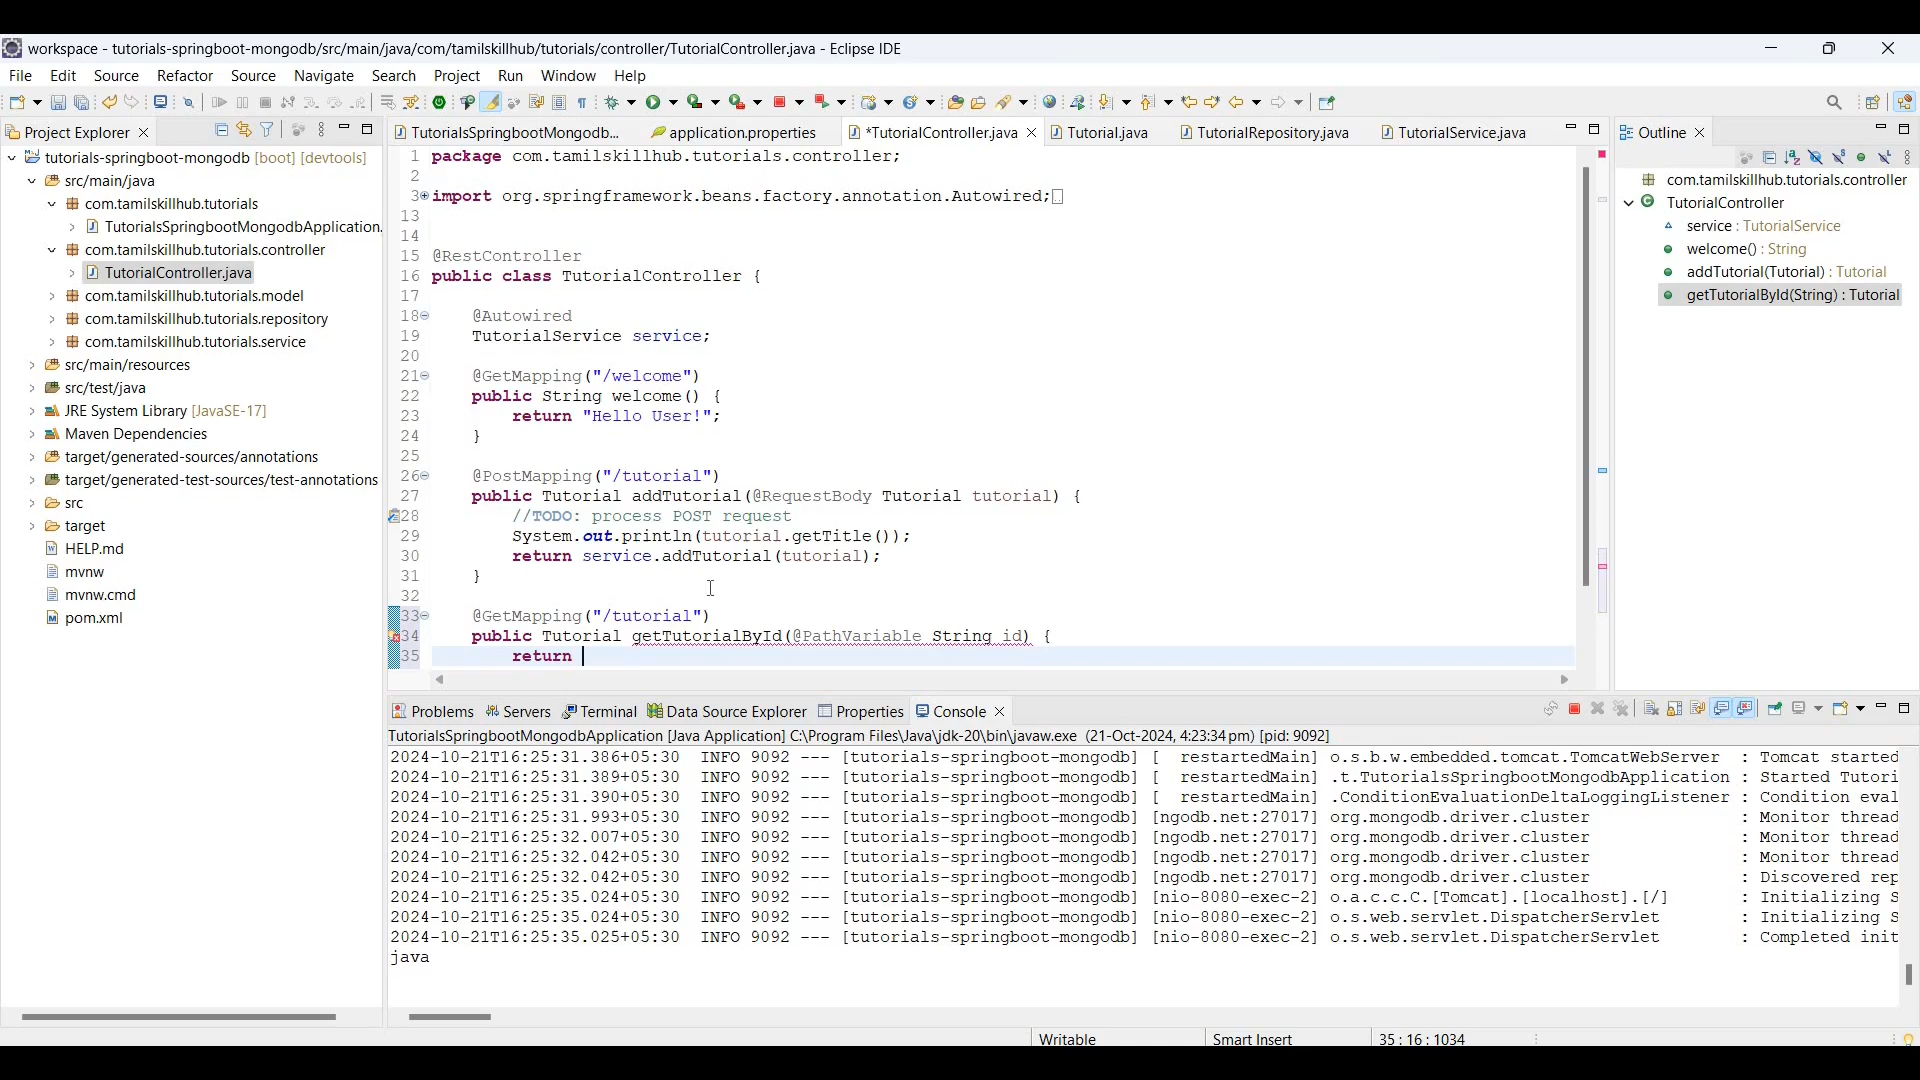 workspace - tutorials-springboot-mongodb/src/main/java/com/tamilskillhub/tutorials/controller/TutorialController.java - Eclipse IDE
File Edit Source Refactor Source Navigate Search Project Run Window Help
Project Explorer
tutorials-springboot-mongodb [boot] [devtools]
src/main/java
com.tamilskillhub.tutorials
TutorialsSpringbootMongodbApplication.
com.tamilskillhub.tutorials.controller
TutorialController.java
com.tamilskillhub.tutorials.model
com.tamilskillhub.tutorials.repository
com.tamilskillhub.tutorials.service
src/main/resources
src/test/java
JRE System Library [JavaSE-17]
Maven Dependencies
target/generated-sources/annotations
target/generated-test-sources/test-annotations
src
target
HELP.md
mvnw
mvnw.cmd
pom.xml
TutorialsSpringbootMongodb... application.properties *TutorialController.java Tutorial.java TutorialRepository.java TutorialService.java
1 package com.tamilskillhub.tutorials.controller;
2
3 import org.springframework.beans.factory.annotation.Autowired;
13
14
15 @RestController
16 public class TutorialController {
17
18 @Autowired
19 TutorialService service;
20
21 @GetMapping("/welcome")
22 public String welcome() {
23 return "Hello User!";
24 }
25
26 @PostMapping("/tutorial")
27 public Tutorial addTutorial(@RequestBody Tutorial tutorial) {
28 //TODO: process POST request
29 System.out.println(tutorial.getTitle());
30 return service.addTutorial(tutorial);
31 }
32
33 @GetMapping("/tutorial")
34 public Tutorial getTutorialById(@PathVariable String id) {
35 return
Outline
com.tamilskillhub.tutorials.controller
TutorialController
service : TutorialService
welcome() : String
addTutorial(Tutorial) : Tutorial
getTutorialById(String) : Tutorial
Problems Servers Terminal Data Source Explorer Properties Console
TutorialsSpringbootMongodbApplication [Java Application] C:\Program Files\Java\jdk-20\bin\javaw.exe (21-Oct-2024, 4:23:34 pm) [pid: 9092]
2024-10-21T16:25:31.386+05:30 INFO 9092 --- [tutorials-springboot-mongodb] [ restartedMain] o.s.b.w.embedded.tomcat.TomcatWebServer : Tomcat started
2024-10-21T16:25:31.389+05:30 INFO 9092 --- [tutorials-springboot-mongodb] [ restartedMain] .t.TutorialsSpringbootMongodbApplication : Started Tutori
2024-10-21T16:25:31.390+05:30 INFO 9092 --- [tutorials-springboot-mongodb] [ restartedMain] .ConditionEvaluationDeltaLoggingListener : Condition eval
2024-10-21T16:25:31.993+05:30 INFO 9092 --- [tutorials-springboot-mongodb] [ngodb.net:27017] org.mongodb.driver.cluster : Monitor thread
2024-10-21T16:25:32.007+05:30 INFO 9092 --- [tutorials-springboot-mongodb] [ngodb.net:27017] org.mongodb.driver.cluster : Monitor thread
2024-10-21T16:25:32.042+05:30 INFO 9092 --- [tutorials-springboot-mongodb] [ngodb.net:27017] org.mongodb.driver.cluster : Monitor thread
2024-10-21T16:25:32.042+05:30 INFO 9092 --- [tutorials-springboot-mongodb] [ngodb.net:27017] org.mongodb.driver.cluster : Discovered rep
2024-10-21T16:25:35.024+05:30 INFO 9092 --- [tutorials-springboot-mongodb] [nio-8080-exec-2] o.a.c.c.C.[Tomcat].[localhost].[/] : Initializing S
2024-10-21T16:25:35.024+05:30 INFO 9092 --- [tutorials-springboot-mongodb] [nio-8080-exec-2] o.s.web.servlet.DispatcherServlet : Initializing S
2024-10-21T16:25:35.025+05:30 INFO 9092 --- [tutorials-springboot-mongodb] [nio-8080-exec-2] o.s.web.servlet.DispatcherServlet : Completed init
java
Writable Smart Insert 35 : 16 : 1034